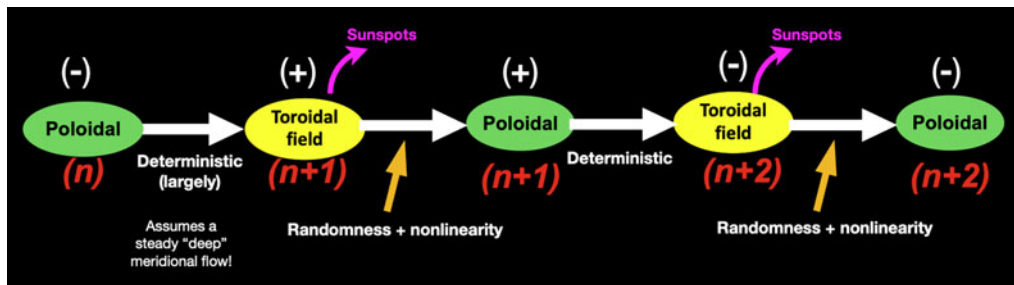 Sunspots
Sunspots
(-)
(+)
(+)
(-)
(-)
Poloidal
Toroidal
field
Poloidal
Toroidal
field
Poloidal
(n)
Deterministic
(largely)
(n+1)
(n+1)
Deterministic
(n+2)
(n+2)
Assumes a
steady “deep”
meridional flow!
Randomness + nonlinearity
Randomness + nonlinearity